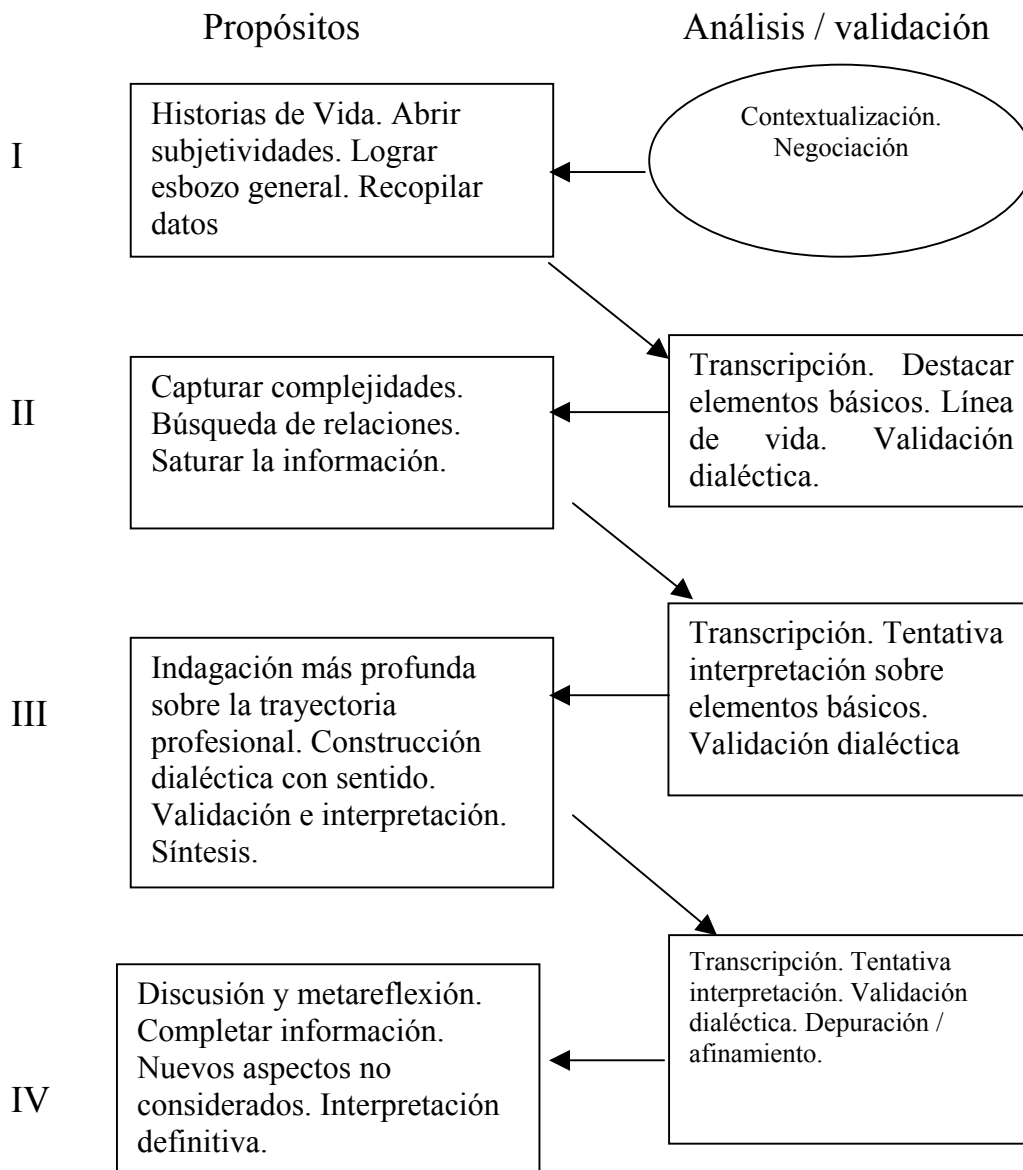 Propósitos
Análisis / validación
I
Historias de Vida. Abrir
subjetividades. Lograr
esbozo general. Recopilar
datos
Contextualización.
Negociación
II
Capturar complejidades.
Búsqueda de relaciones.
Saturar la información.
Transcripción. Destacar
elementos básicos. Línea
de vida. Validación
dialéctica.
III
Indagación más profunda
sobre la trayectoria
profesional. Construcción
dialéctica con sentido.
Validación e interpretación.
Síntesis.
Transcripción. Tentativa
interpretación sobre
elementos básicos.
Validación dialéctica
IV
Discusión y metareflexión.
Completar información.
Nuevos aspectos no
considerados. Interpretación
definitiva.
Transcripción. Tentativa
interpretación. Validación
dialéctica. Depuración /
afinamiento.